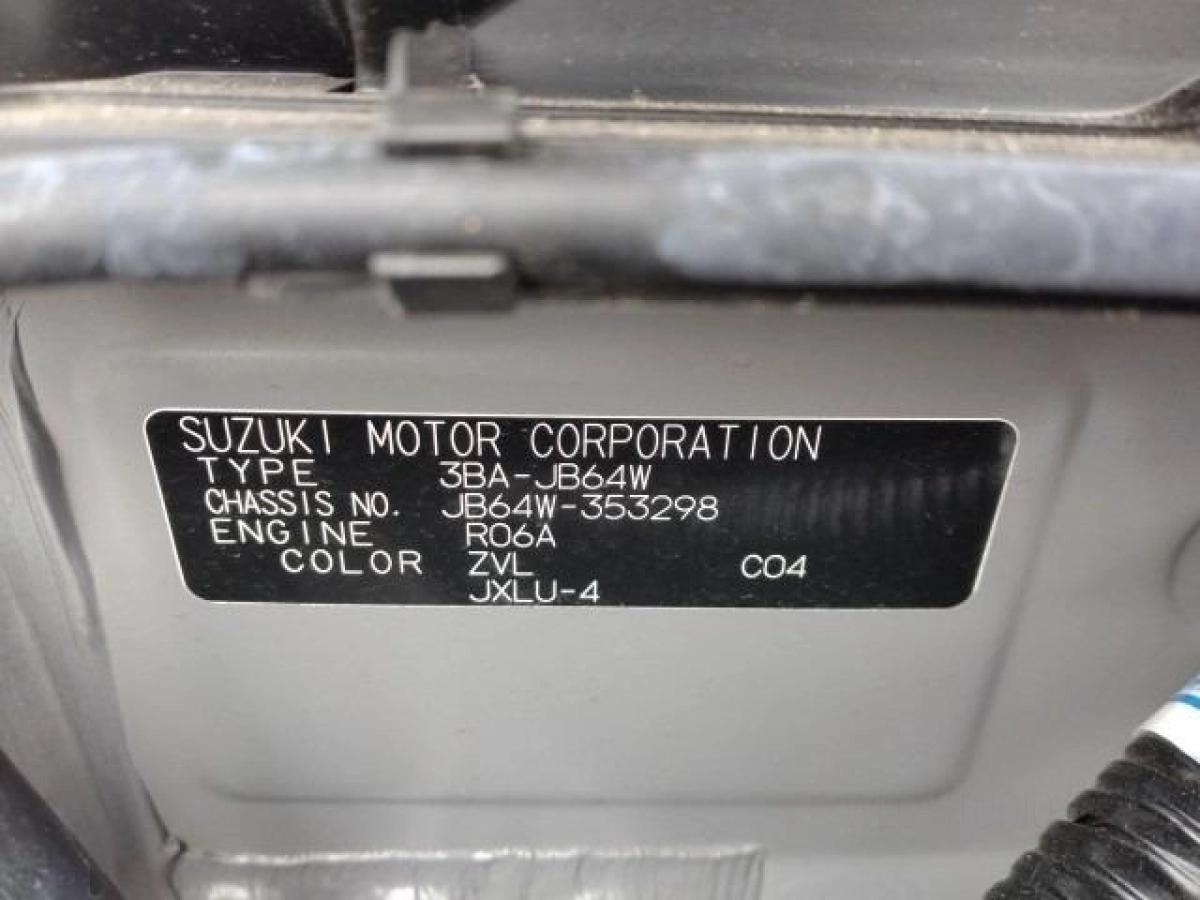 SUZUKI MOTOR CORPORATION
TYPE 3BA-JB64W
CHASSIS NO. JB64W-353298
ENGINE R06A
COLOR ZVL C04
JXLU-4